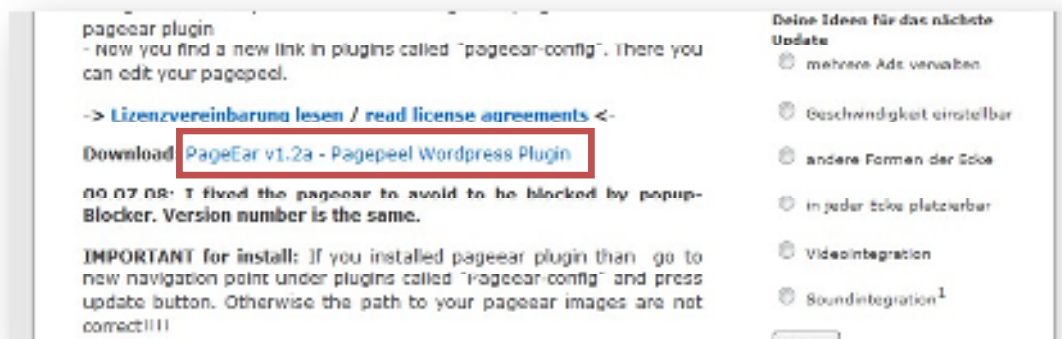 pageear plugin
- Now you find a new link in plugins called "pageear-config". There you
can edit your pagepeel.
-> Lizenzvereinbarung lesen / read license agreements <-
Download: PageEar v1.2a - Pagepeel Wordpress Plugin
09.07.08: I fixed the pageear to avoid to be blocked by popup-
Blocker. Version number is the same.
IMPORTANT for install: If you installed pageear plugin than go to
new navigation point under plugins called "Pageear-config" and press
update button. Otherwise the path to your pageear images are not
correct!!!!
Deine Ideen für das nächste
Update
mehrere Ads verwalten
Geschwindigkeit einstellbar
andere Formen der Ecke
in jeder Ecke platzierbar
Videointegration
Soundintegration¹